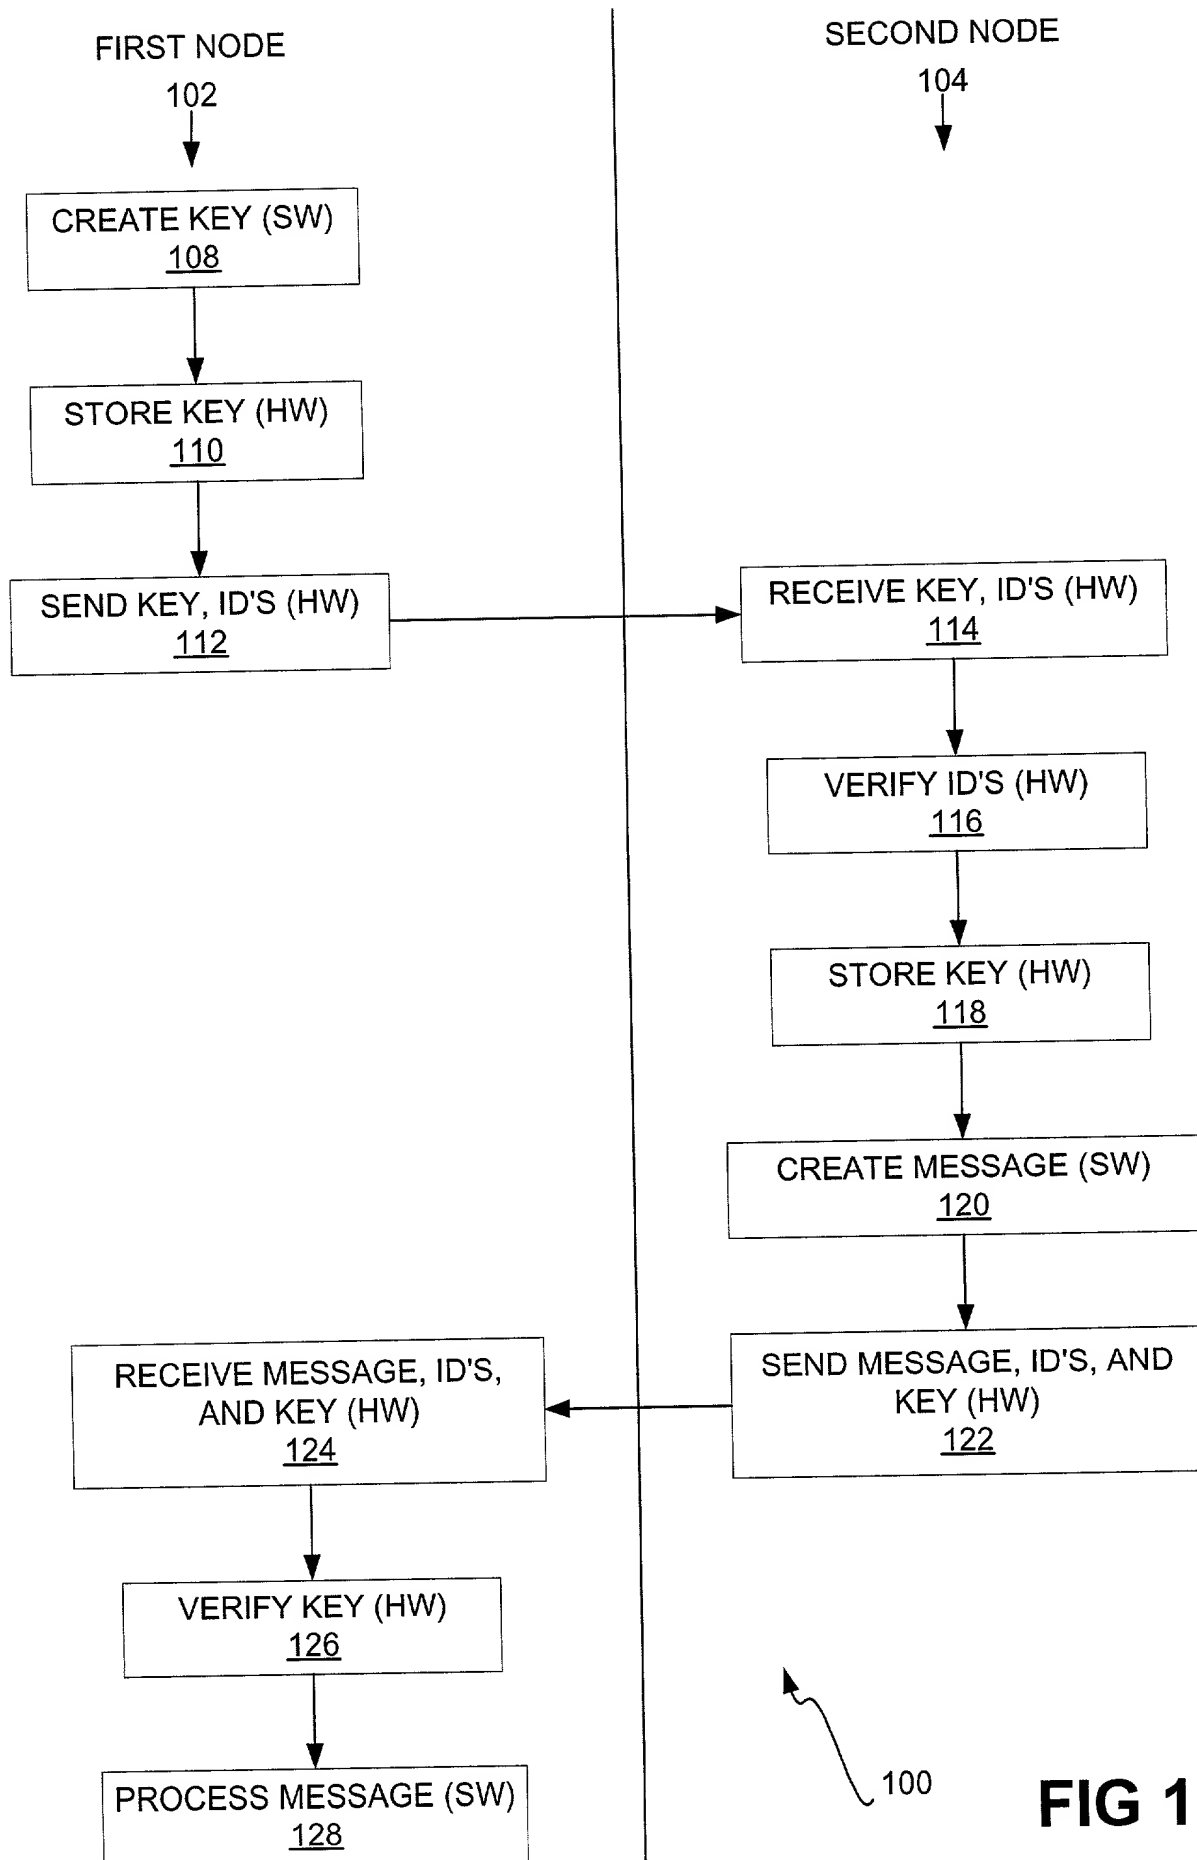 FIRST NODE
102
SECOND NODE
104
CREATE KEY (SW)
108
STORE KEY (HW)
110
SEND KEY, ID'S (HW)
112
RECEIVE KEY, ID'S (HW)
114
VERIFY ID'S (HW)
116
STORE KEY (HW)
118
CREATE MESSAGE (SW)
120
SEND MESSAGE, ID'S, AND
KEY (HW)
122
RECEIVE MESSAGE, ID'S,
AND KEY (HW)
124
VERIFY KEY (HW)
126
PROCESS MESSAGE (SW)
128
100
FIG 1